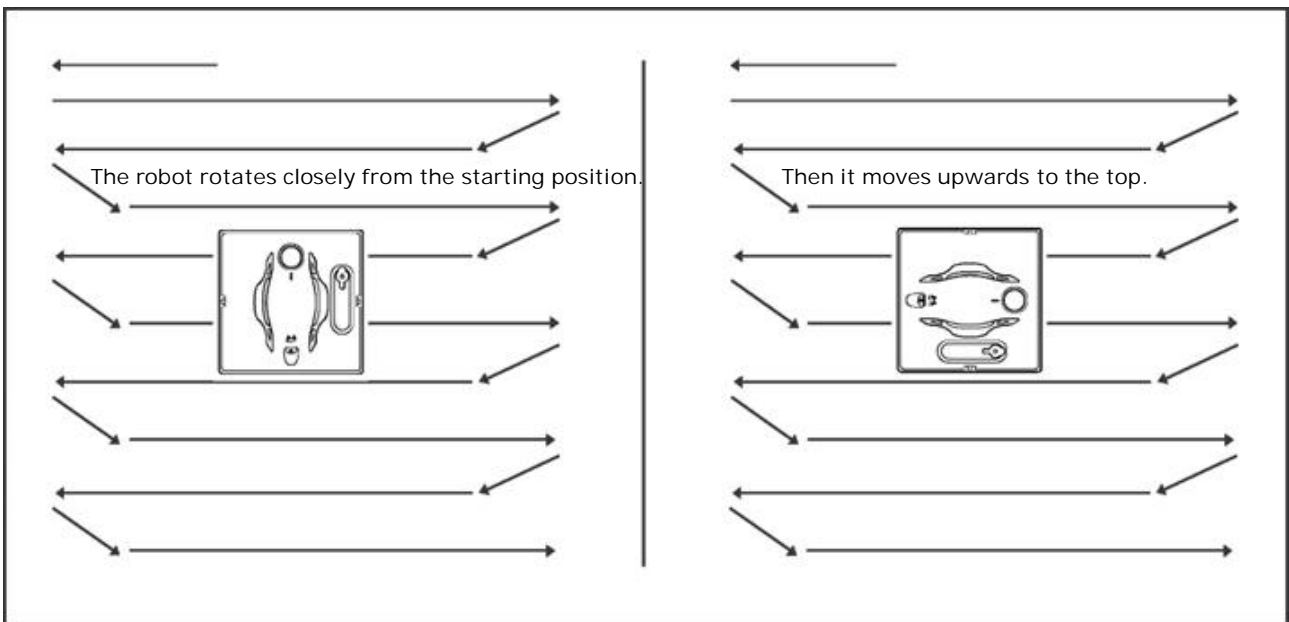 The robot rotates closely from the starting position.
Then it moves upwards to the top.